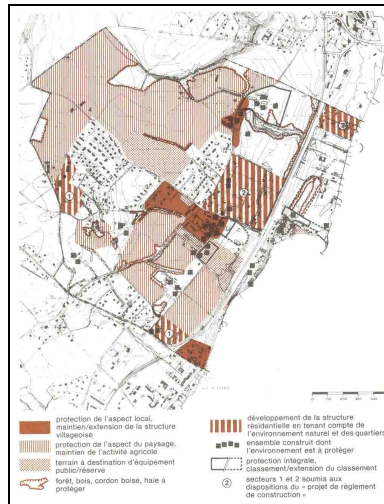 1
2
2
1
protection de l'aspect local,
maintien/extension de la structure
villageoise
protection de l'aspect du paysage,
maintien de l'activité agricole
terrain à destination d'équipement
public/réserve
forêt, bois, cordon boisé, haie à
protéger
développement de la structure
résidentielle en tenant compte de
l'environnement naturel et des quartiers
ensemble construit dont
l'environnement est à protéger
protection intégrale,
classement/extension du classement
2 secteurs 1 et 2 soumis aux
dispositions du « projet de règlement
de construction »